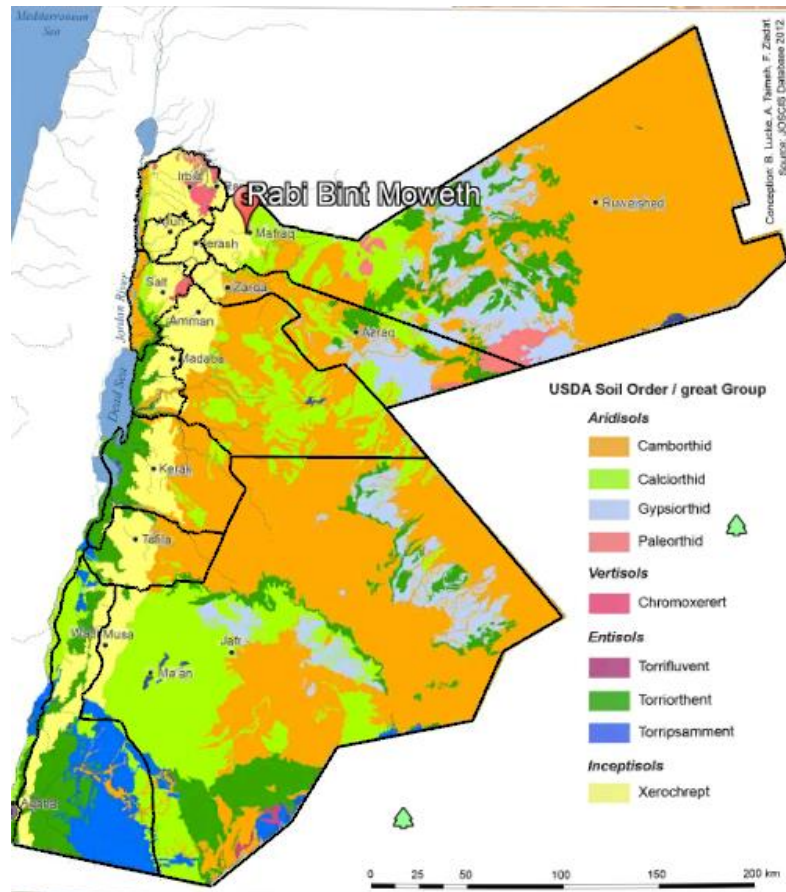 Mediterranean
Sea
Conception: B. Lucke, A. Taimeh, F. Ziadat
Source: JOSCIS Database 2012.
Irbid
Rabi Bint Moweth
Ruweished
Mafraq
Jerash
Salt
Zarqa
Jordan River
Amman
Azraq
Madaba
Dead Sea
USDA Soil Order / great Group
Aridisols
Camborthid
Calciorthid
Gypsiorthid
Paleorthid
Kerak
Tafila
Vertisols
Chromoxerert
Wadi Musa
Jafr
Ma'an
Entisols
Torrifluvent
Torriorthent
Torripsamment
Inceptisols
Xerochrept
Aqaba
0 50 100 150 200 km